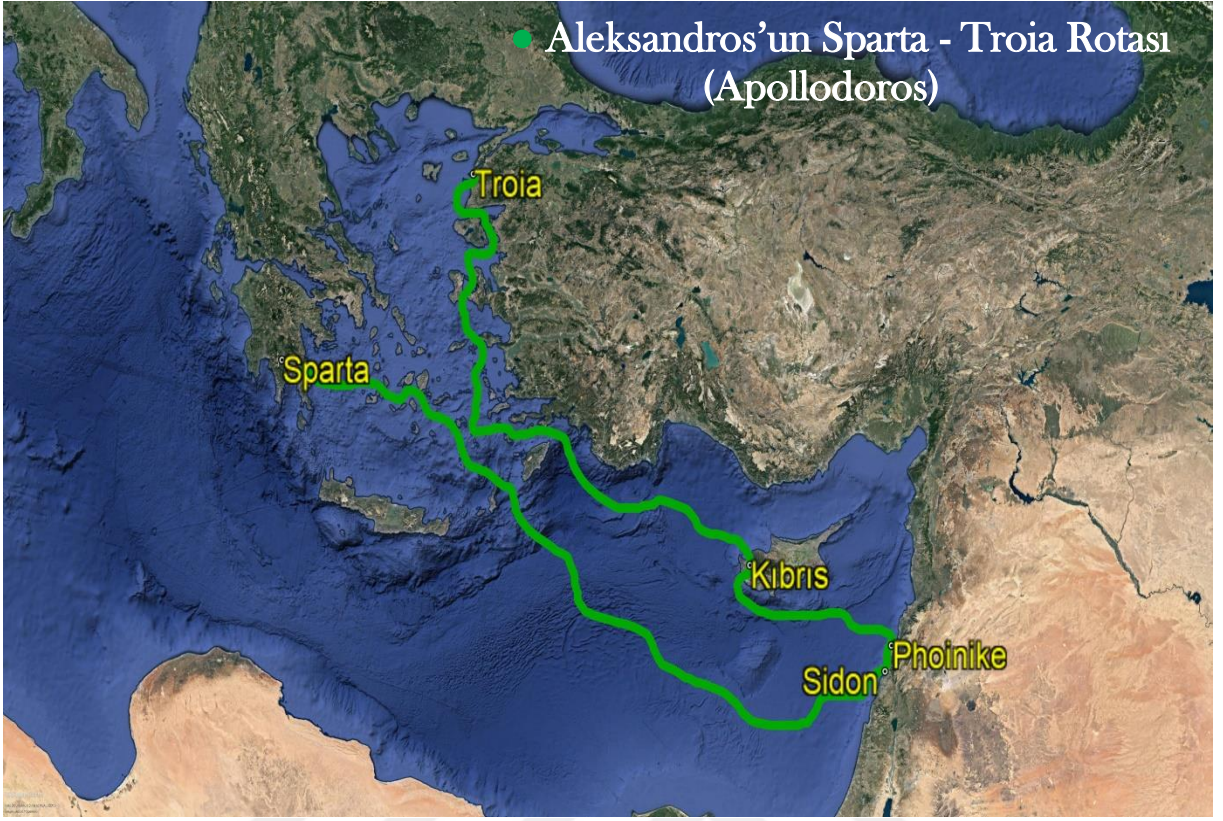 Aleksandros’un Sparta - Troia Rotası
(Apollodoros)
Troia
Sparta
Kıbrıs
Phoinike
Sidon